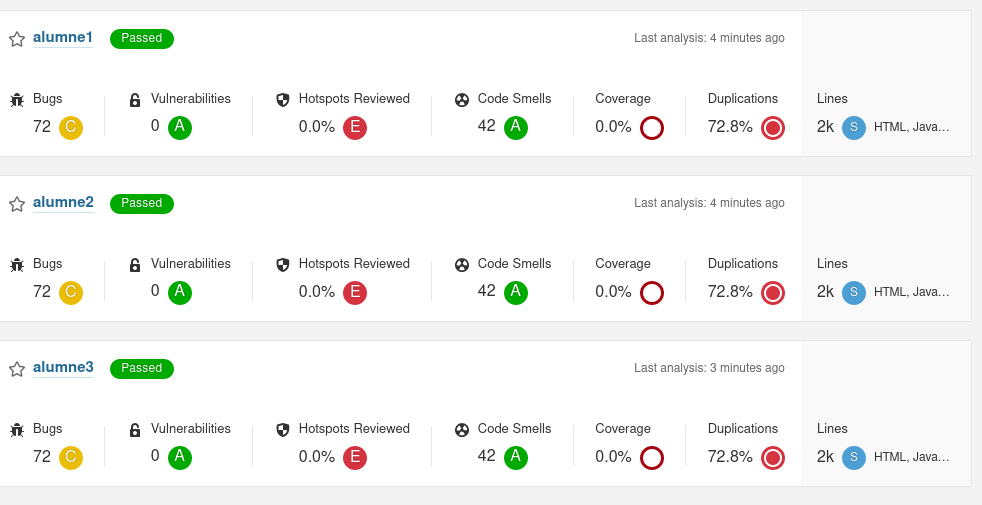 alumne1 Passed Last analysis: 4 minutes ago
Bugs Vulnerabilities Hotspots Reviewed Code Smells Coverage Duplications Lines
72 C 0 A 0.0% E 42 A 0.0% 72.8% 2k S HTML, Java...
alumne2 Passed Last analysis: 4 minutes ago
Bugs Vulnerabilities Hotspots Reviewed Code Smells Coverage Duplications Lines
72 C 0 A 0.0% E 42 A 0.0% 72.8% 2k S HTML, Java...
alumne3 Passed Last analysis: 3 minutes ago
Bugs Vulnerabilities Hotspots Reviewed Code Smells Coverage Duplications Lines
72 C 0 A 0.0% E 42 A 0.0% 72.8% 2k S HTML, Java...